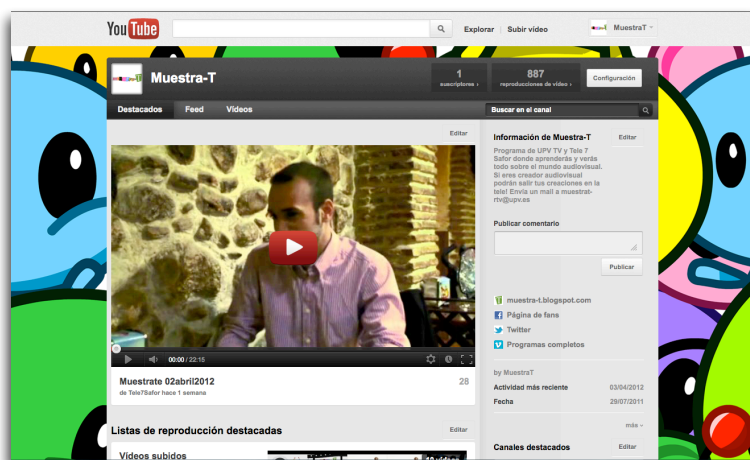 YouTube
Explorar
Subir vídeo
MuestraT
Muestra-T
1
suscriptores
887
reproducciones de vídeo
Configuración
Destacados
Feed
Vídeos
Buscar en el canal
Editar
00:00 / 22:15
Muestrate 02abril2012
28
de Tele7Safor hace 1 semana
Listas de reproducción destacadas
Editar
Vídeos subidos
Información de Muestra-T
Editar
Programa de UPV TV y Tele 7
Safor donde aprenderás y verás
todo sobre el mundo audiovisual.
Si eres creador audiovisual
podrán salir tus creaciones en la
tele! Envía un mail a muestrat-
rtv@upv.es
Publicar comentario
Publicar
muestra-t.blogspot.com
Página de fans
Twitter
Programas completos
by MuestraT
Actividad más reciente
03/04/2012
Fecha
29/07/2011
más
Canales destacados
Editar